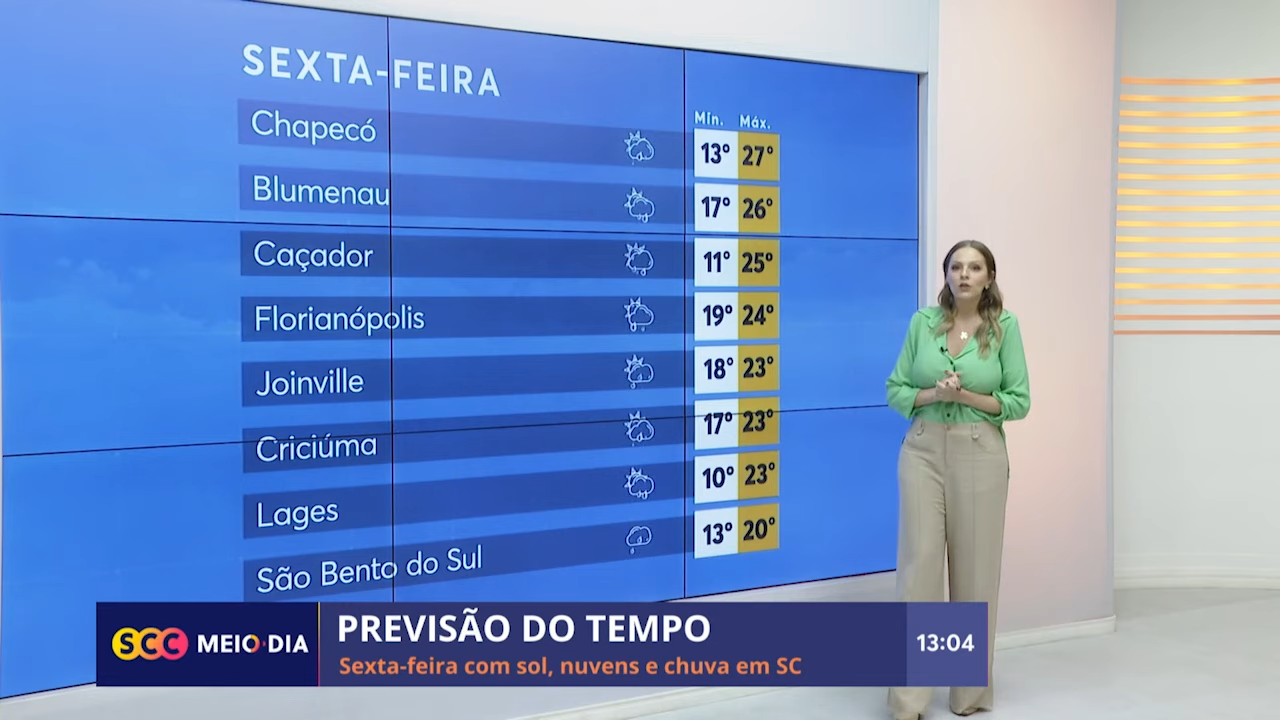 SEXTA-FEIRA
Mín. Máx.
Chapecó 13° 27°
Blumenau 17° 26°
Caçador 11° 25°
Florianópolis 19° 24°
Joinville 18° 23°
Criciúma 17° 23°
Lages 10° 23°
São Bento do Sul 13° 20°
SCC MEIO-DIA
PREVISÃO DO TEMPO
Sexta-feira com sol, nuvens e chuva em SC
13:04